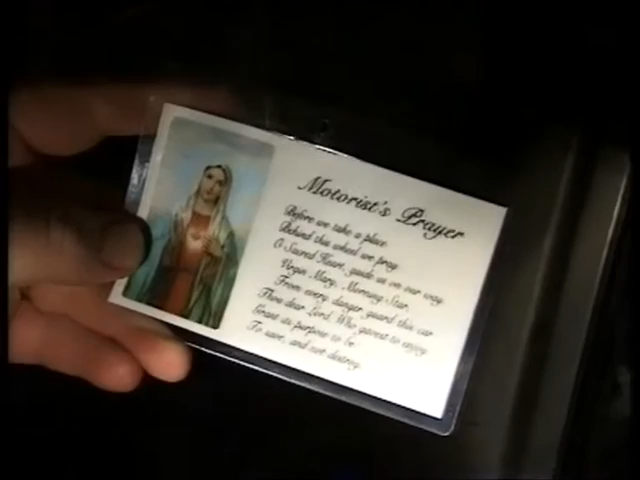 Motorist's Prayer
Before we take a place
Behind this wheel we pray
O Sacred Heart, guide us on our way
Virgin Mary, Morning Star,
From every danger guard this car
Thou dear Lord, Who gavest to enjoy
Grant its purpose to be
To save, and not destroy